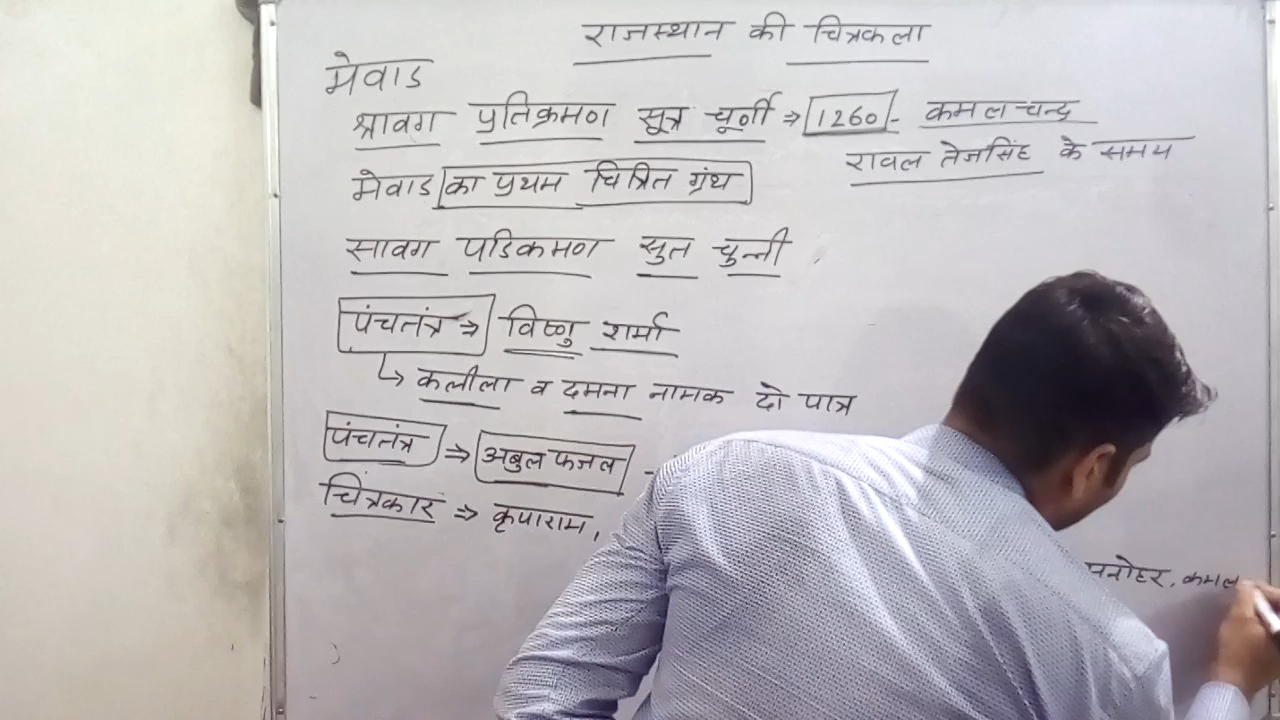 राजस्थान की चित्रकला
मेवाड
श्रावग प्रतिक्रमण सूत्र चूर्णी ⇒ 1260 - कमलचन्द्र
रावल तेजसिंह के समय
मेवाड का प्रथम चित्रित ग्रंथ
सावग पडिकमण सुत चुन्नी
पंचतंत्र ⇒ विष्णु शर्मा
↳ कलीला व दमना नामक दो पात्र
पंचतंत्र ⇒ अबुल फजल -
चित्रकार ⇒ कृपाराम,
मनोहर, कमल